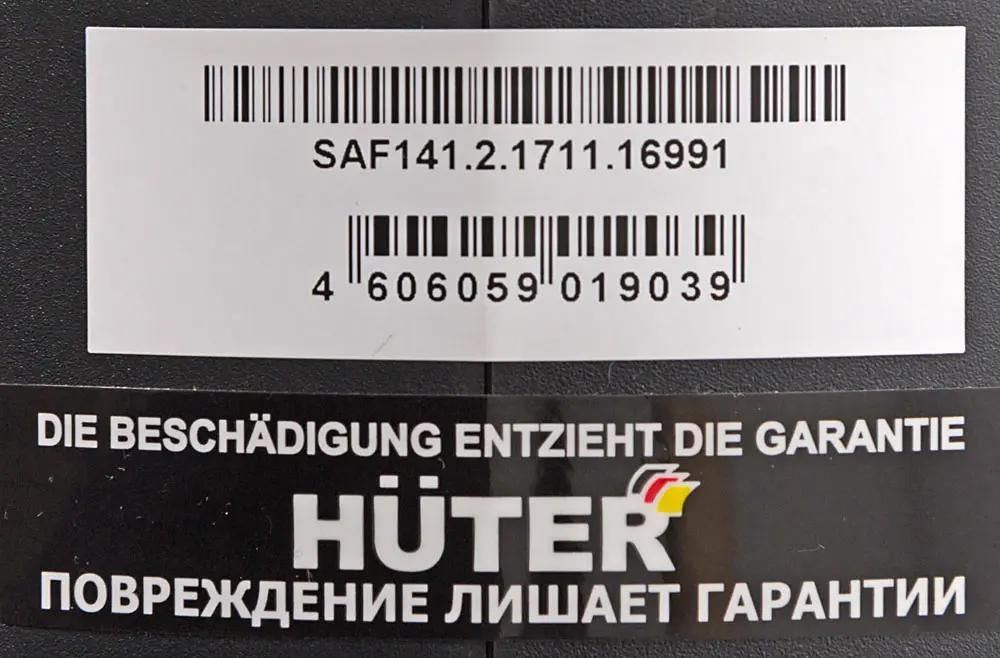 SAF141.2.1711.16991
4 606059 019039
DIE BESCHÄDIGUNG ENTZIEHT DIE GARANTIE
HÜTER
ПОВРЕЖДЕНИЕ ЛИШАЕТ ГАРАНТИИ